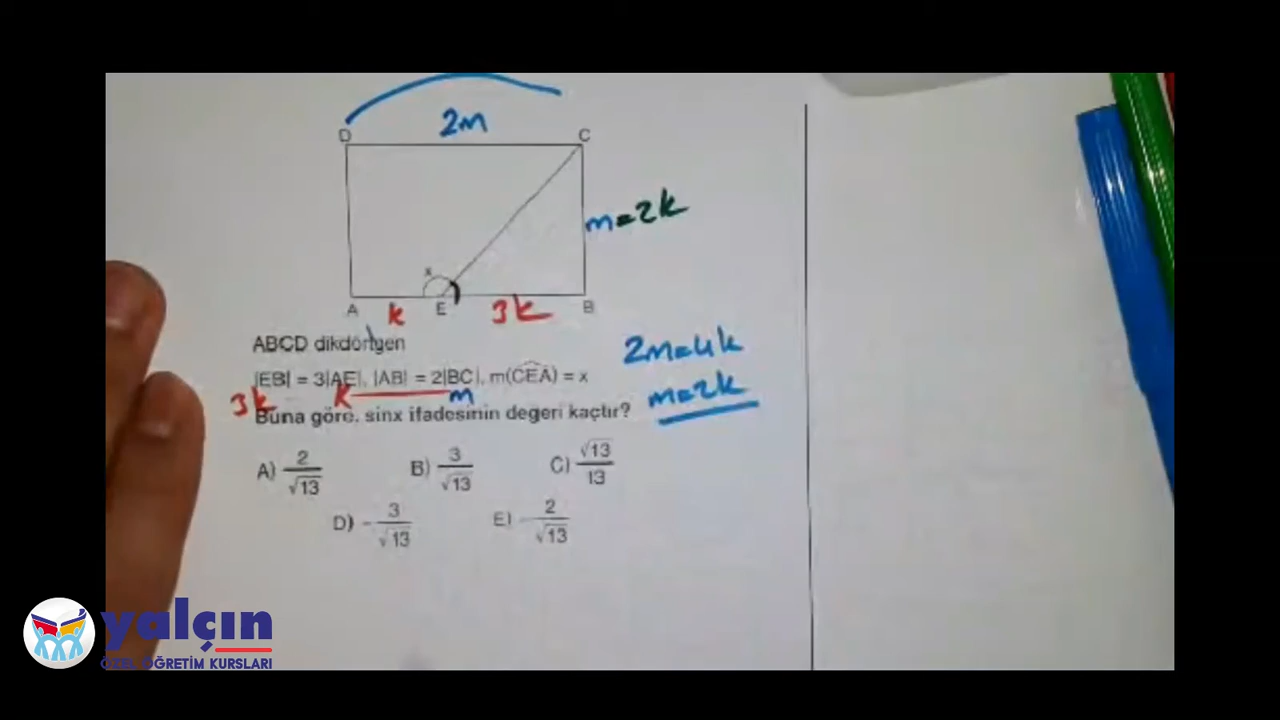 2m
D C
m=2k
x
A k E 3k B
ABCD dikdörtgen
|EB| = 3|AE|, |AB| = 2|BC|, m(CEA) = x
3k k m
2m=4k
m=2k
Buna göre, sinx ifadesinin değeri kaçtır?
A) 2/√13 B) 3/√13 C) √13/13
D) -3/√13 E) -2/√13
yalçın
ÖZEL ÖĞRETİM KURSLARI